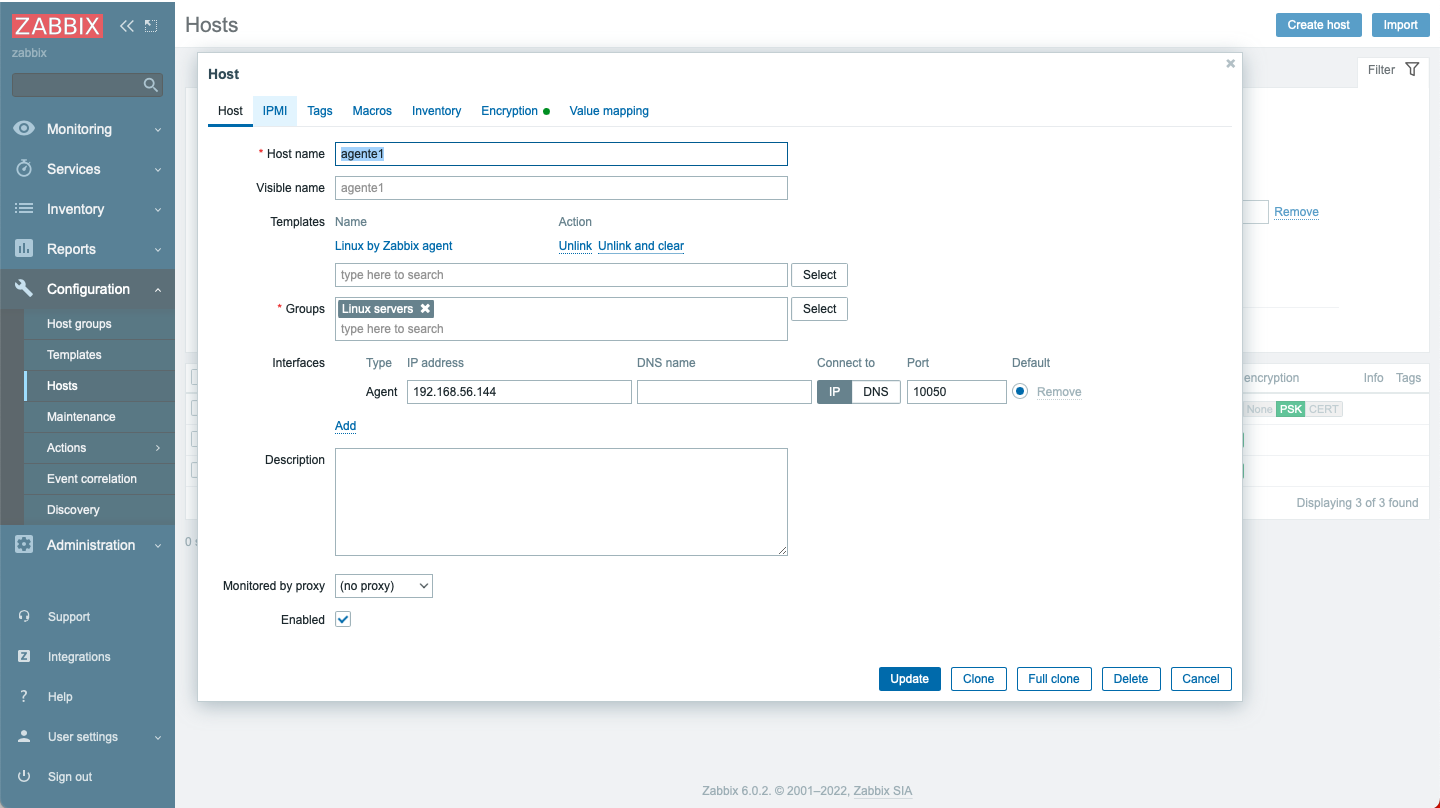 ZABBIX
zabbix
Monitoring
Services
Inventory
Reports
Configuration
Host groups
Templates
Hosts
Maintenance
Actions
Event correlation
Discovery
Administration
Support
Integrations
Help
User settings
Sign out
Hosts
Create host Import
Filter
Host
Host IPMI Tags Macros Inventory Encryption Value mapping
* Host name agente1
Visible name agente1
Templates Name Action
Linux by Zabbix agent Unlink Unlink and clear
type here to search Select
* Groups Linux servers Select
type here to search
Interfaces Type IP address DNS name Connect to Port Default
Agent 192.168.56.144 IP DNS 10050 Remove
Add
Description
Monitored by proxy (no proxy)
Enabled
Update Clone Full clone Delete Cancel
Remove
encryption Info Tags
None PSK CERT
Displaying 3 of 3 found
0
Zabbix 6.0.2. © 2001–2022, Zabbix SIA